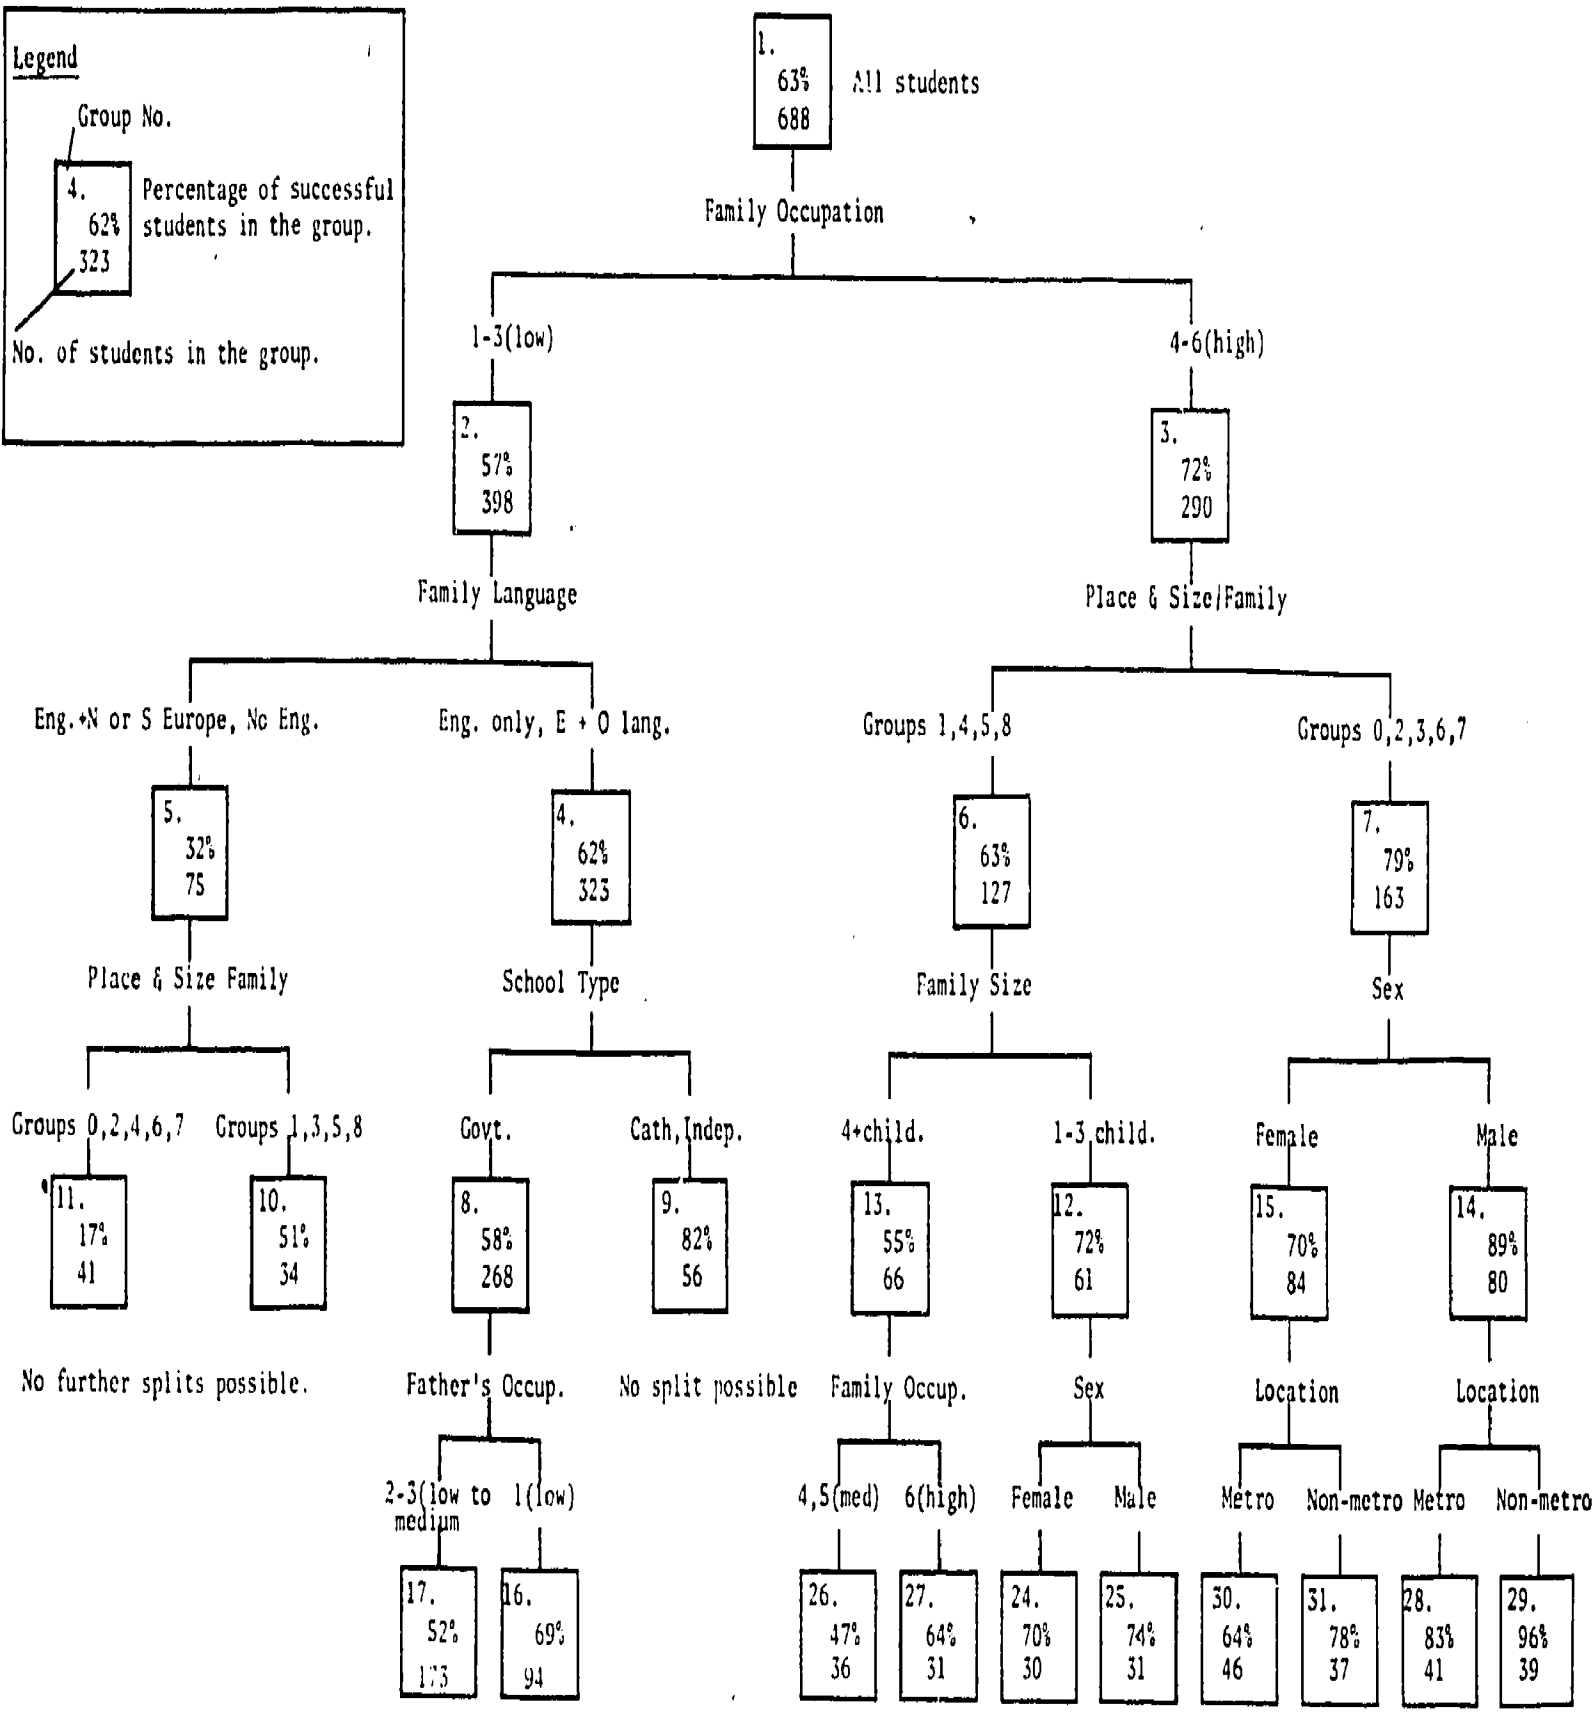 Legend
Group No.
4.
62%
323
Percentage of successful
students in the group.
No. of students in the group.
1.
63%
688
All students
Family Occupation
1-3(low)
4-6(high)
2.
57%
398
3.
72%
290
Family Language
Place & Size/Family
Eng.+N or S Europe, No Eng.
Eng. only, E + O lang.
Groups 1,4,5,8
Groups 0,2,3,6,7
5.
32%
75
4.
62%
323
6.
63%
127
7.
79%
163
Place & Size Family
School Type
Family Size
Sex
Groups 0,2,4,6,7
Groups 1,3,5,8
Govt.
Cath,Indep.
4+child.
1-3 child.
Female
Male
11.
17%
41
10.
51%
34
8.
58%
268
9.
82%
56
13.
55%
66
12.
72%
61
15.
70%
84
14.
89%
80
No further splits possible.
Father's Occup.
No split possible
Family Occup.
Sex
Location
Location
2-3(low to
medium
1(low)
4,5(med)
6(high)
Female
Male
Metro
Non-metro
Metro
Non-metro
17.
52%
173
16.
69%
94
26.
47%
36
27.
64%
31
24.
70%
30
25.
74%
31
30.
64%
46
31.
78%
37
28.
83%
41
29.
96%
39